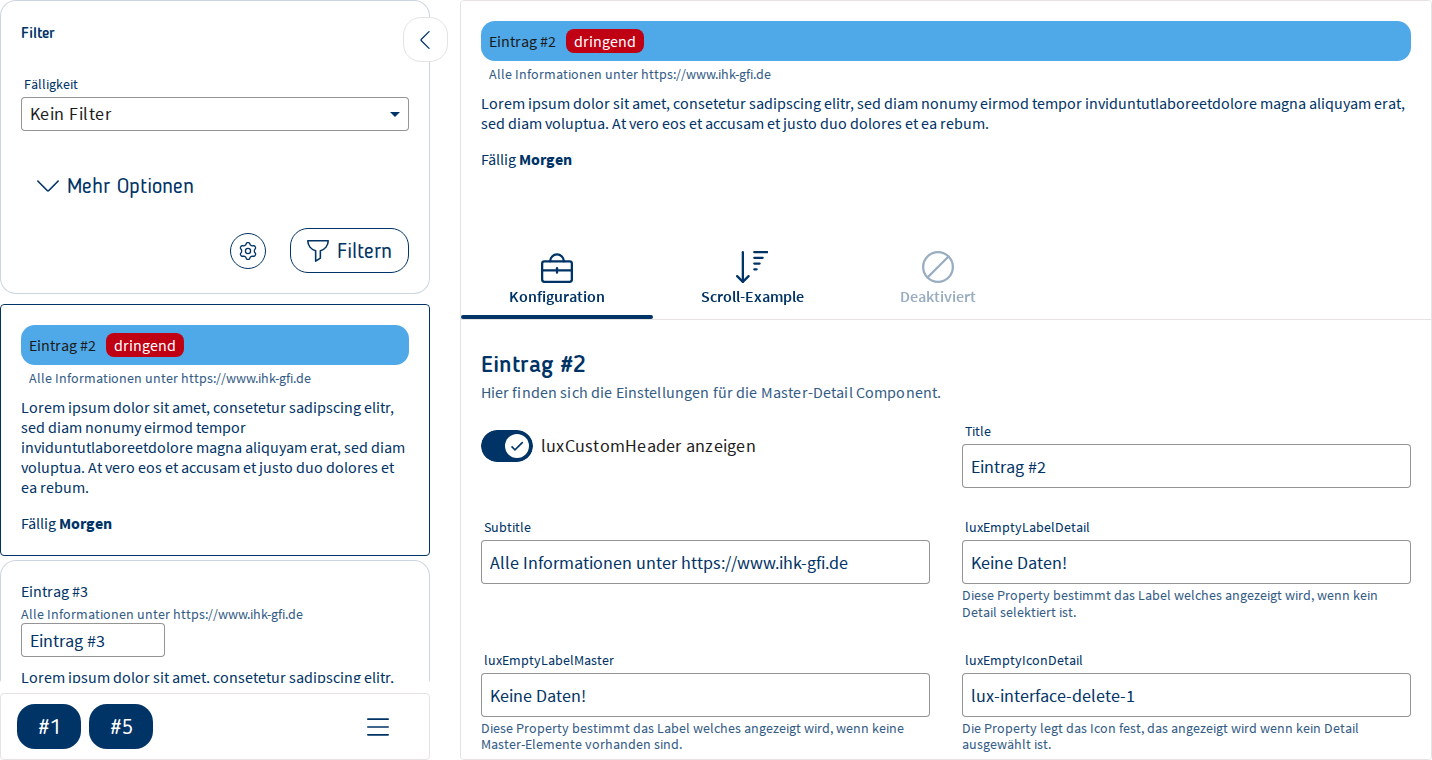 Filter
Fälligkeit
Kein Filter
Mehr Optionen
Filtern
Eintrag #2 dringend
Alle Informationen unter https://www.ihk-gfi.de
Lorem ipsum dolor sit amet, consetetur sadipscing elitr,
sed diam nonumy eirmod tempor
inviduntutlaboreetdolore magna aliquyam erat, sed diam
voluptua. At vero eos et accusam et justo duo dolores et
ea rebum.
Fällig Morgen
Eintrag #3
Alle Informationen unter https://www.ihk-gfi.de
Eintrag #3
Lorem ipsum dolor sit amet, consetetur sadipscing elitr,
#1 #5
Eintrag #2 dringend
Alle Informationen unter https://www.ihk-gfi.de
Lorem ipsum dolor sit amet, consetetur sadipscing elitr, sed diam nonumy eirmod tempor inviduntutlaboreetdolore magna aliquyam erat,
sed diam voluptua. At vero eos et accusam et justo duo dolores et ea rebum.
Fällig Morgen
Konfiguration Scroll-Example Deaktiviert
Eintrag #2
Hier finden sich die Einstellungen für die Master-Detail Component.
luxCustomHeader anzeigen
Title
Eintrag #2
Subtitle
Alle Informationen unter https://www.ihk-gfi.de
luxEmptyLabelDetail
Keine Daten!
Diese Property bestimmt das Label welches angezeigt wird, wenn kein
Detail selektiert ist.
luxEmptyLabelMaster
Keine Daten!
Diese Property bestimmt das Label welches angezeigt wird, wenn keine
Master-Elemente vorhanden sind.
luxEmptyIconDetail
lux-interface-delete-1
Die Property legt das Icon fest, das angezeigt wird wenn kein Detail
ausgewählt ist.